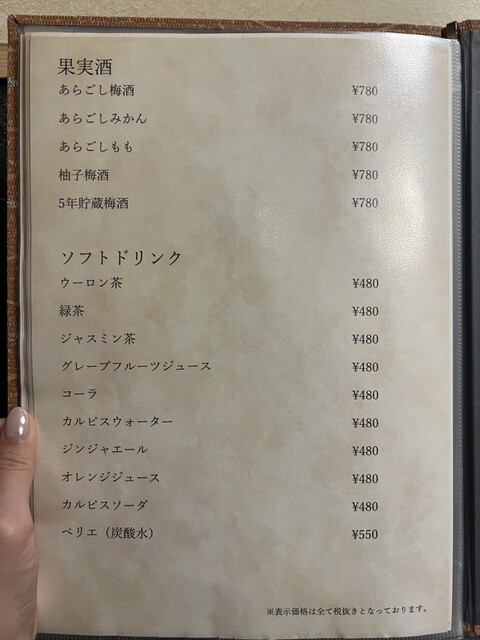 果実酒
あらごし梅酒 ¥780
あらごしみかん ¥780
あらごしもも ¥780
柚子梅酒 ¥780
5年貯蔵梅酒 ¥780
ソフトドリンク
ウーロン茶 ¥480
緑茶 ¥480
ジャスミン茶 ¥480
グレープフルーツジュース ¥480
コーラ ¥480
カルピスウォーター ¥480
ジンジャエール ¥480
オレンジジュース ¥480
カルピスソーダ ¥480
ペリエ（炭酸水） ¥550
※表示価格は全て税抜きとなっております。